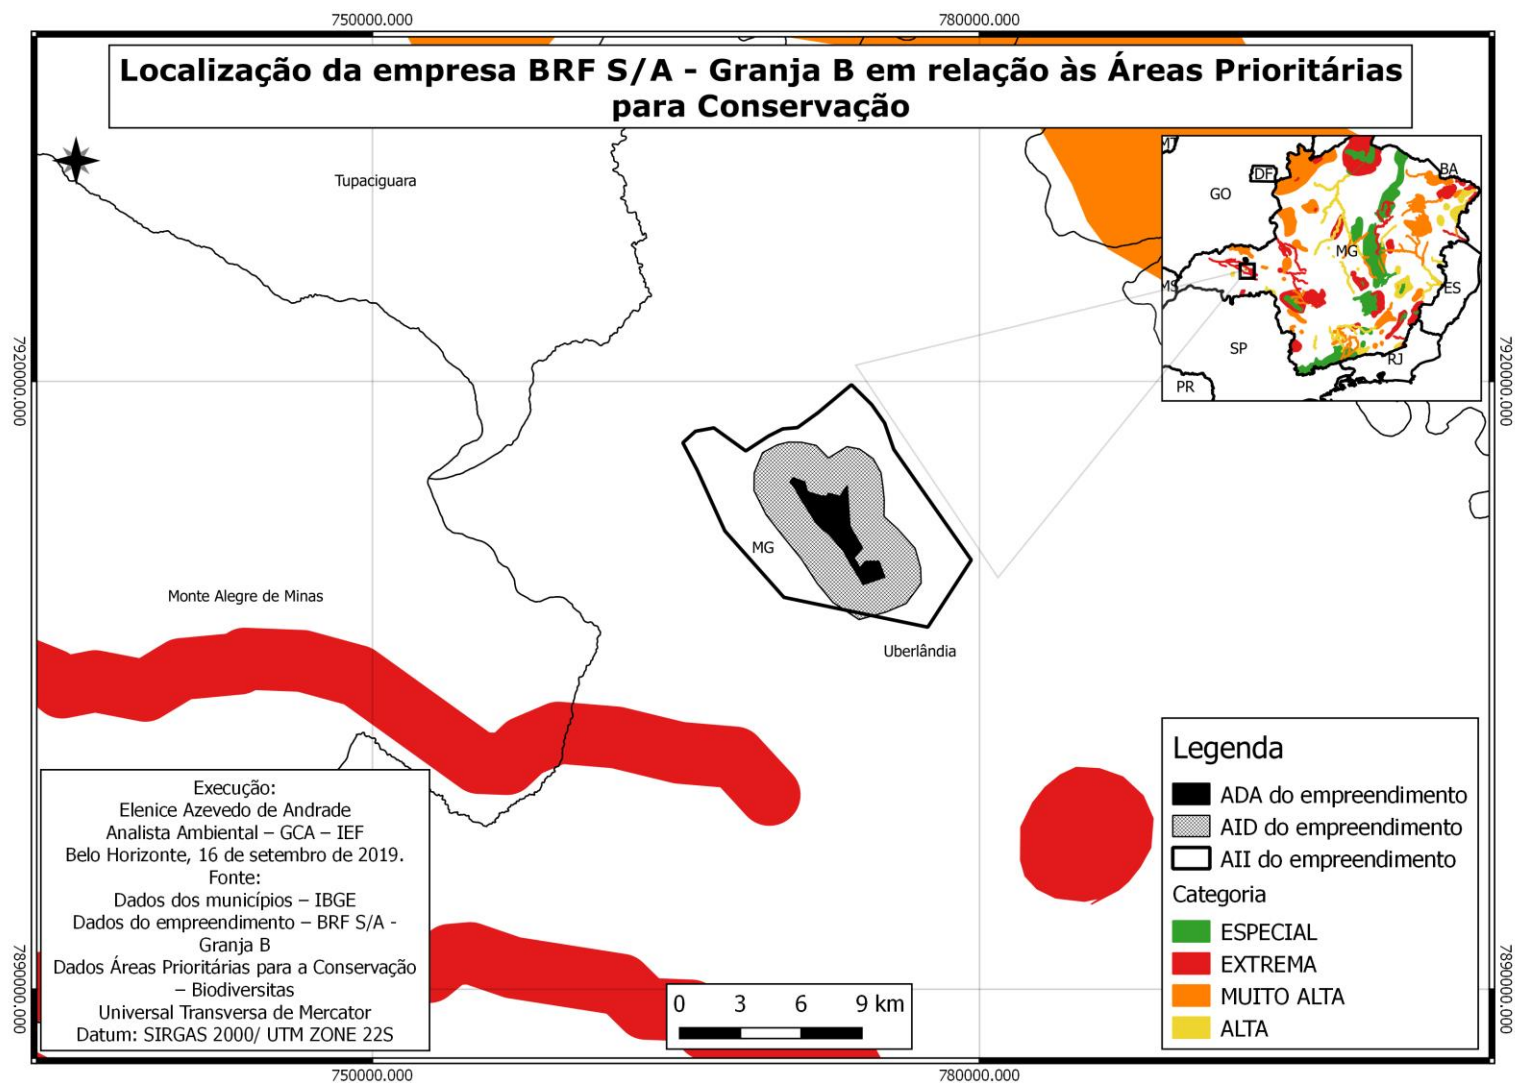 750000.000
780000.000
Localização da empresa BRF S/A - Granja B em relação às Áreas Prioritárias
para Conservação
Tupaciguara
MT
DF
GO
BA
MG
MS
ES
SP
RJ
PR
7920000.000
7920000.000
MG
Monte Alegre de Minas
Uberlândia
Legenda
ADA do empreendimento
AID do empreendimento
AII do empreendimento
Categoria
ESPECIAL
EXTREMA
MUITO ALTA
ALTA
Execução:
Elenice Azevedo de Andrade
Analista Ambiental – GCA – IEF
Belo Horizonte, 16 de setembro de 2019.
Fonte:
Dados dos municípios – IBGE
Dados do empreendimento – BRF S/A -
Granja B
Dados Áreas Prioritárias para a Conservação
– Biodiversitas
Universal Transversa de Mercator
Datum: SIRGAS 2000/ UTM ZONE 22S
7890000.000
7890000.000
0 3 6 9 km
750000.000
780000.000